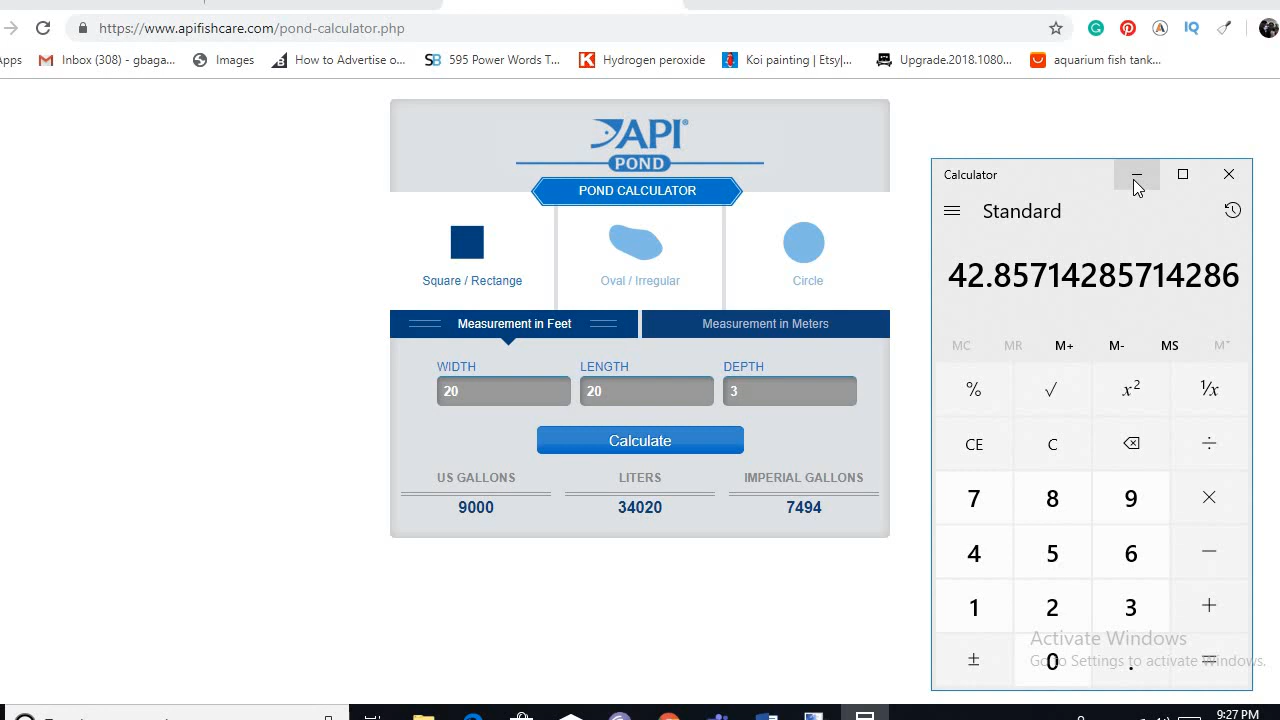 https://www.apifishcare.com/pond-calculator.php
IQ
Apps
Inbox (308) - gbaga...
Images
How to Advertise o...
SB 595 Power Words T...
K Hydrogen peroxide
Koi painting | Etsy|...
Upgrade.2018.1080...
aquarium fish tank...
API®
POND
POND CALCULATOR
Square / Rectange
Oval / Irregular
Circle
Measurement in Feet
Measurement in Meters
WIDTH
LENGTH
DEPTH
20
20
3
Calculate
US GALLONS
LITERS
IMPERIAL GALLONS
9000
34020
7494
Calculator
Standard
42.85714285714286
MC MR M+ M- MS M˅
% √ x² ¹/x
CE C ÷
7 8 9 ×
4 5 6 −
1 2 3 +
± 0 . =
Activate Windows
Go to Settings to activate Windows.
9:27 PM